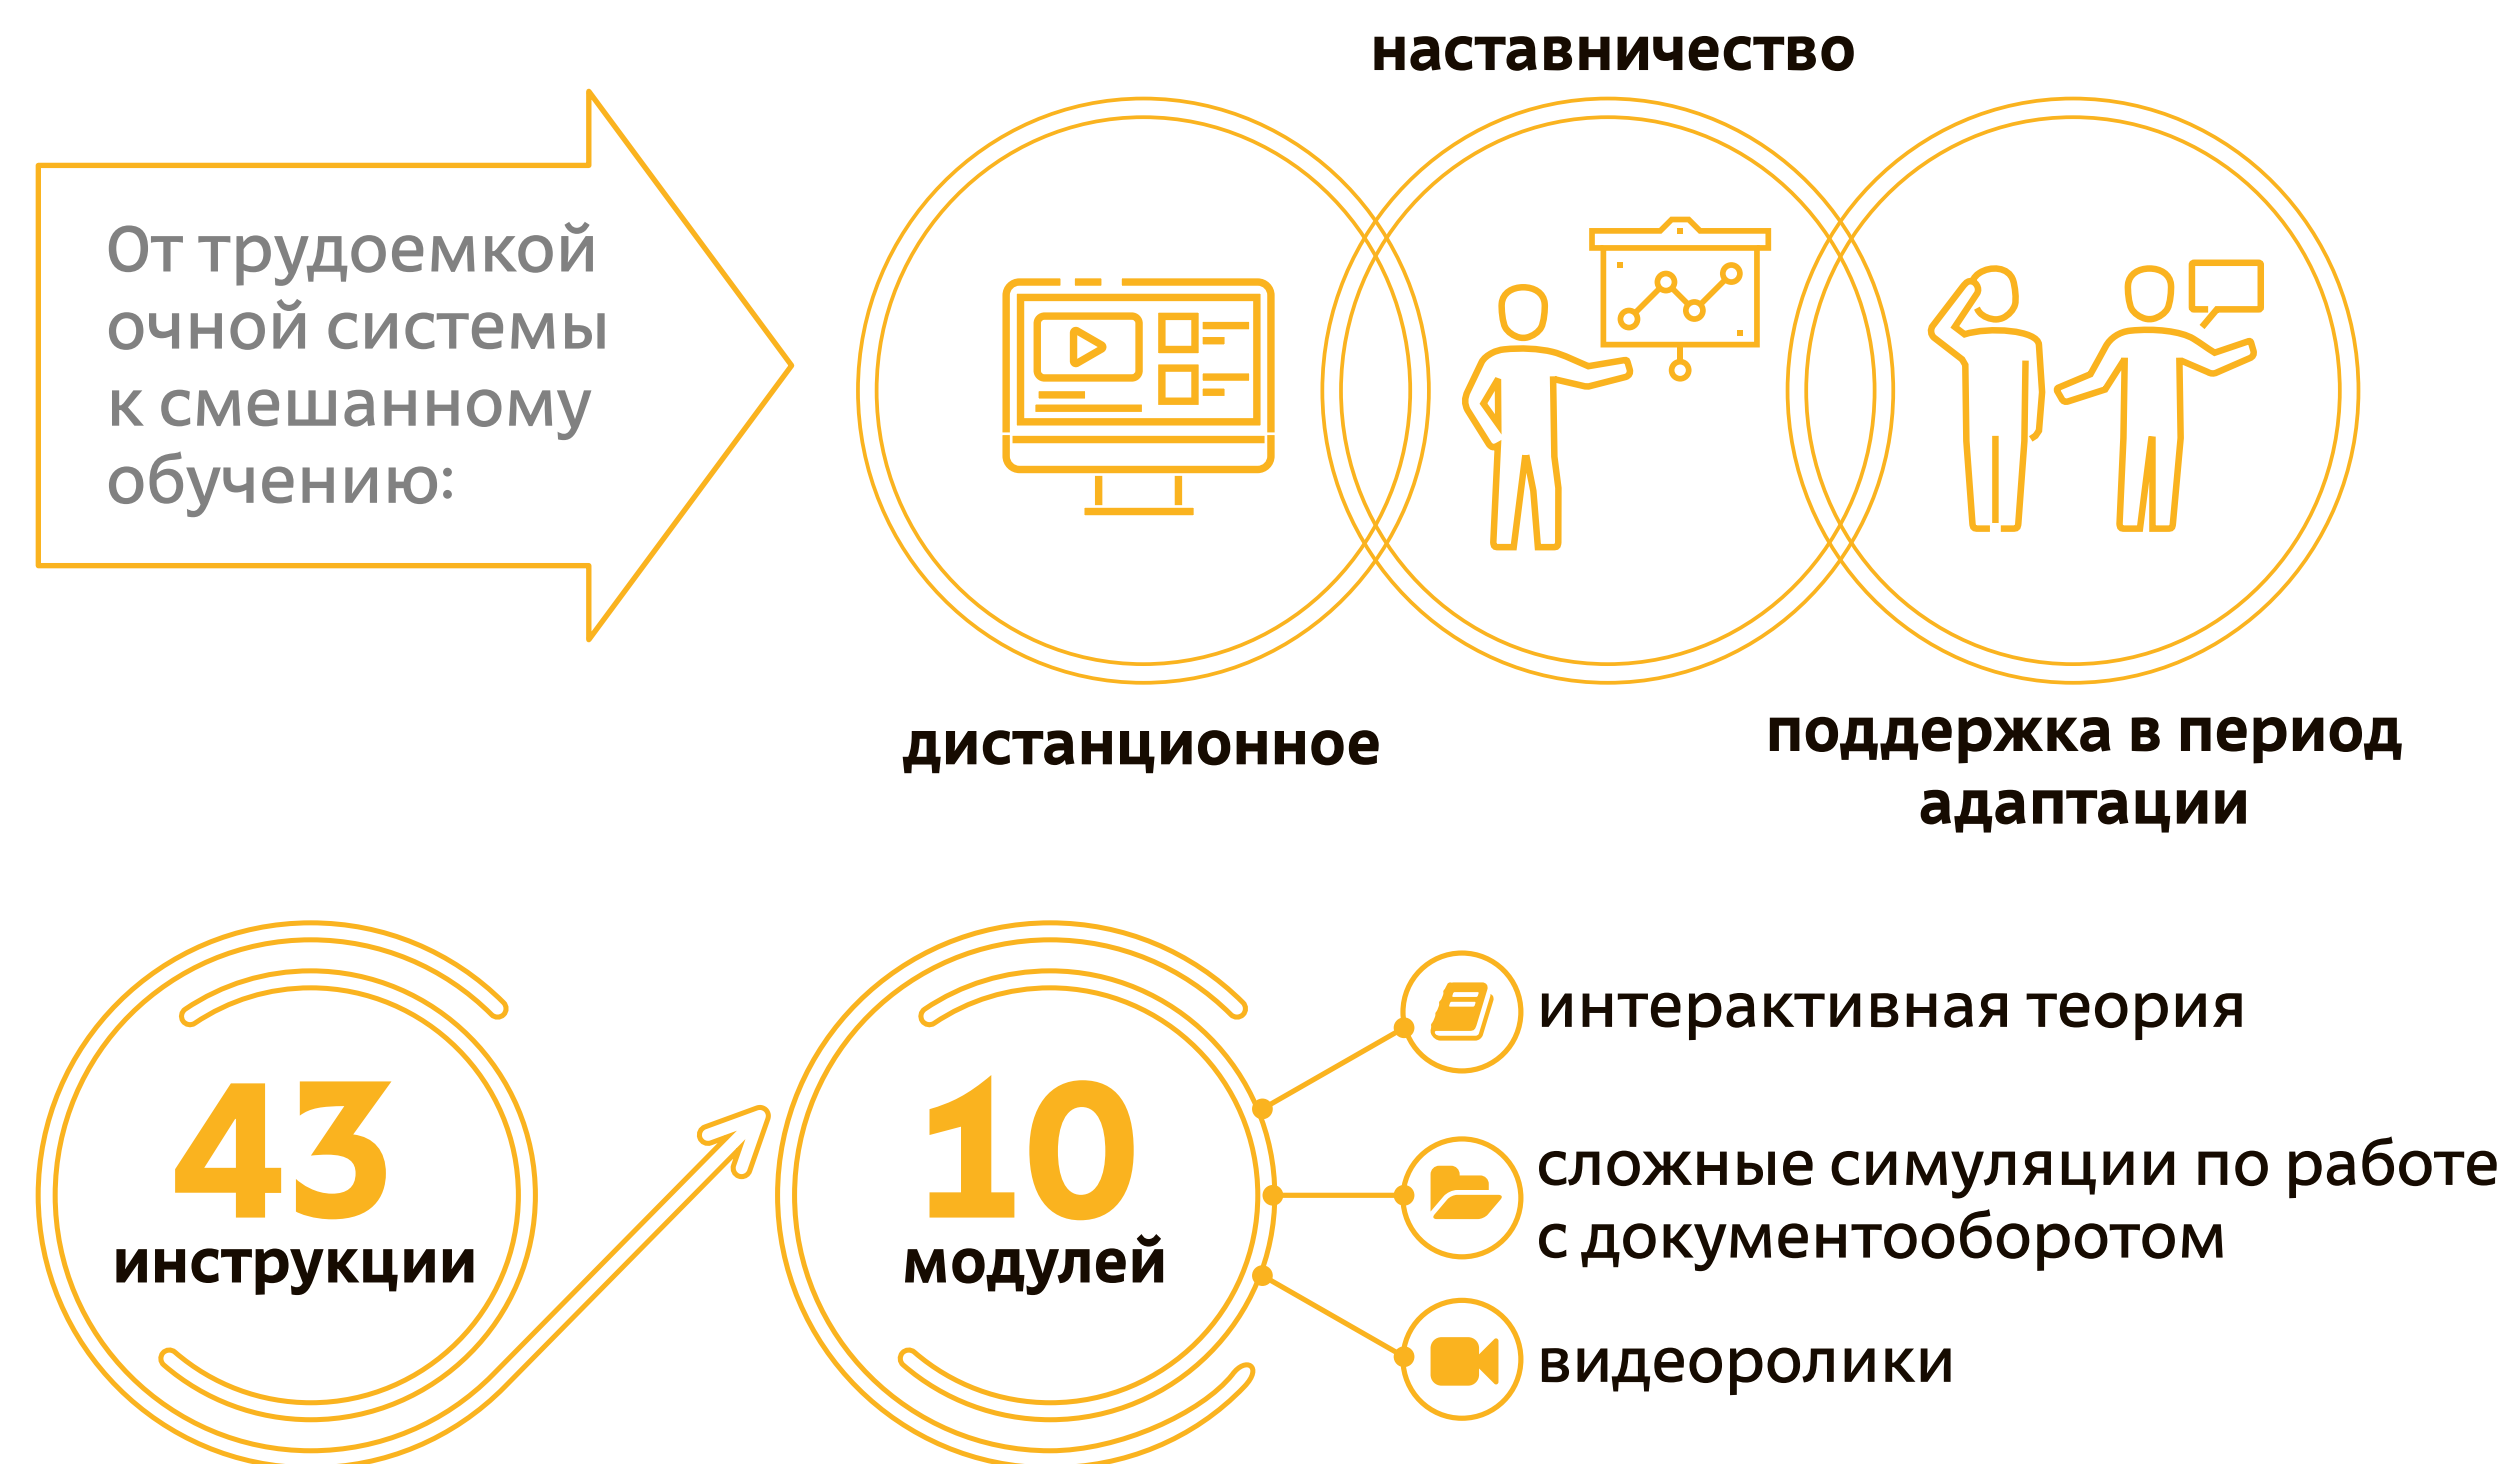 От трудоемкой
очной системы
к смешанному
обучению:
наставничество
дистанционное
поддержка в период
адаптации
43
инструкции
10
модулей
интерактивная терия
сложные симуляции по работе
с документооборотом
видеоролики